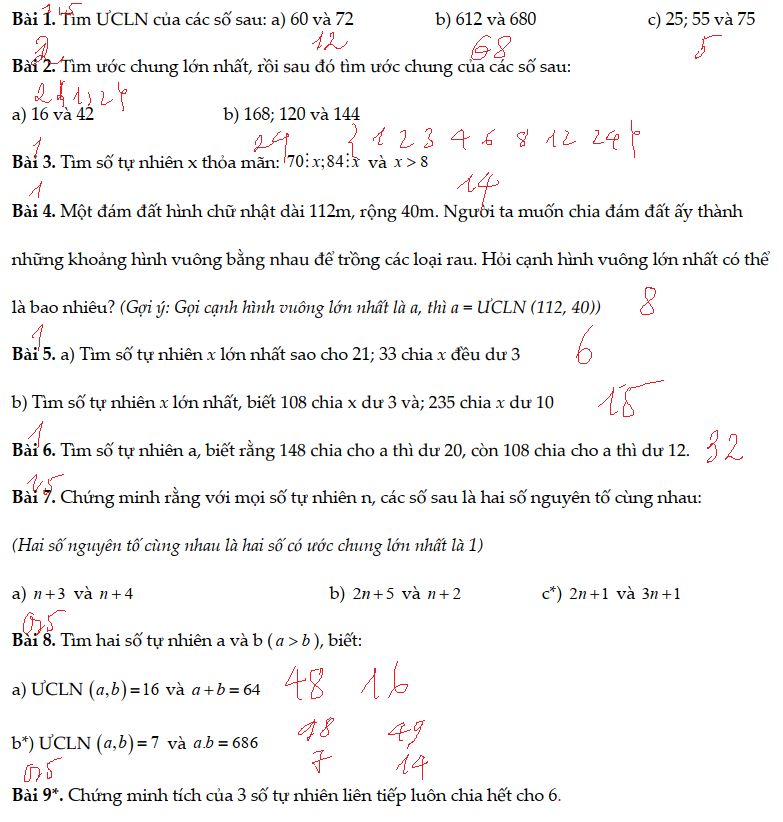 1,5
Bài 1. Tìm ƯCLN của các số sau: a) 60 và 72 b) 612 và 680 c) 25; 55 và 75
12 68 5
2
Bài 2. Tìm ước chung lớn nhất, rồi sau đó tìm ước chung của các số sau:
2 {1; 2}
a) 16 và 42 b) 168; 120 và 144
1 24 { 1 2 3 4 6 8 12 24 }
Bài 3. Tìm số tự nhiên x thỏa mãn: 70⋮x; 84⋮x và x > 8
1 14
Bài 4. Một đám đất hình chữ nhật dài 112m, rộng 40m. Người ta muốn chia đám đất ấy thành
những khoảng hình vuông bằng nhau để trồng các loại rau. Hỏi cạnh hình vuông lớn nhất có thể
là bao nhiêu? (Gợi ý: Gọi cạnh hình vuông lớn nhất là a, thì a = ƯCLN (112, 40)) 8
1
Bài 5. a) Tìm số tự nhiên x lớn nhất sao cho 21; 33 chia x đều dư 3 6
b) Tìm số tự nhiên x lớn nhất, biết 108 chia x dư 3 và; 235 chia x dư 10 15
1
Bài 6. Tìm số tự nhiên a, biết rằng 148 chia cho a thì dư 20, còn 108 chia cho a thì dư 12. 32
1,5
Bài 7. Chứng minh rằng với mọi số tự nhiên n, các số sau là hai số nguyên tố cùng nhau:
(Hai số nguyên tố cùng nhau là hai số có ước chung lớn nhất là 1)
a) n + 3 và n + 4 b) 2n + 5 và n + 2 c*) 2n + 1 và 3n + 1
0,5
Bài 8. Tìm hai số tự nhiên a và b (a > b), biết:
a) ƯCLN (a,b) = 16 và a + b = 64 48 16
b*) ƯCLN (a,b) = 7 và a.b = 686 98 49
7 14
0,5
Bài 9*. Chứng minh tích của 3 số tự nhiên liên tiếp luôn chia hết cho 6.